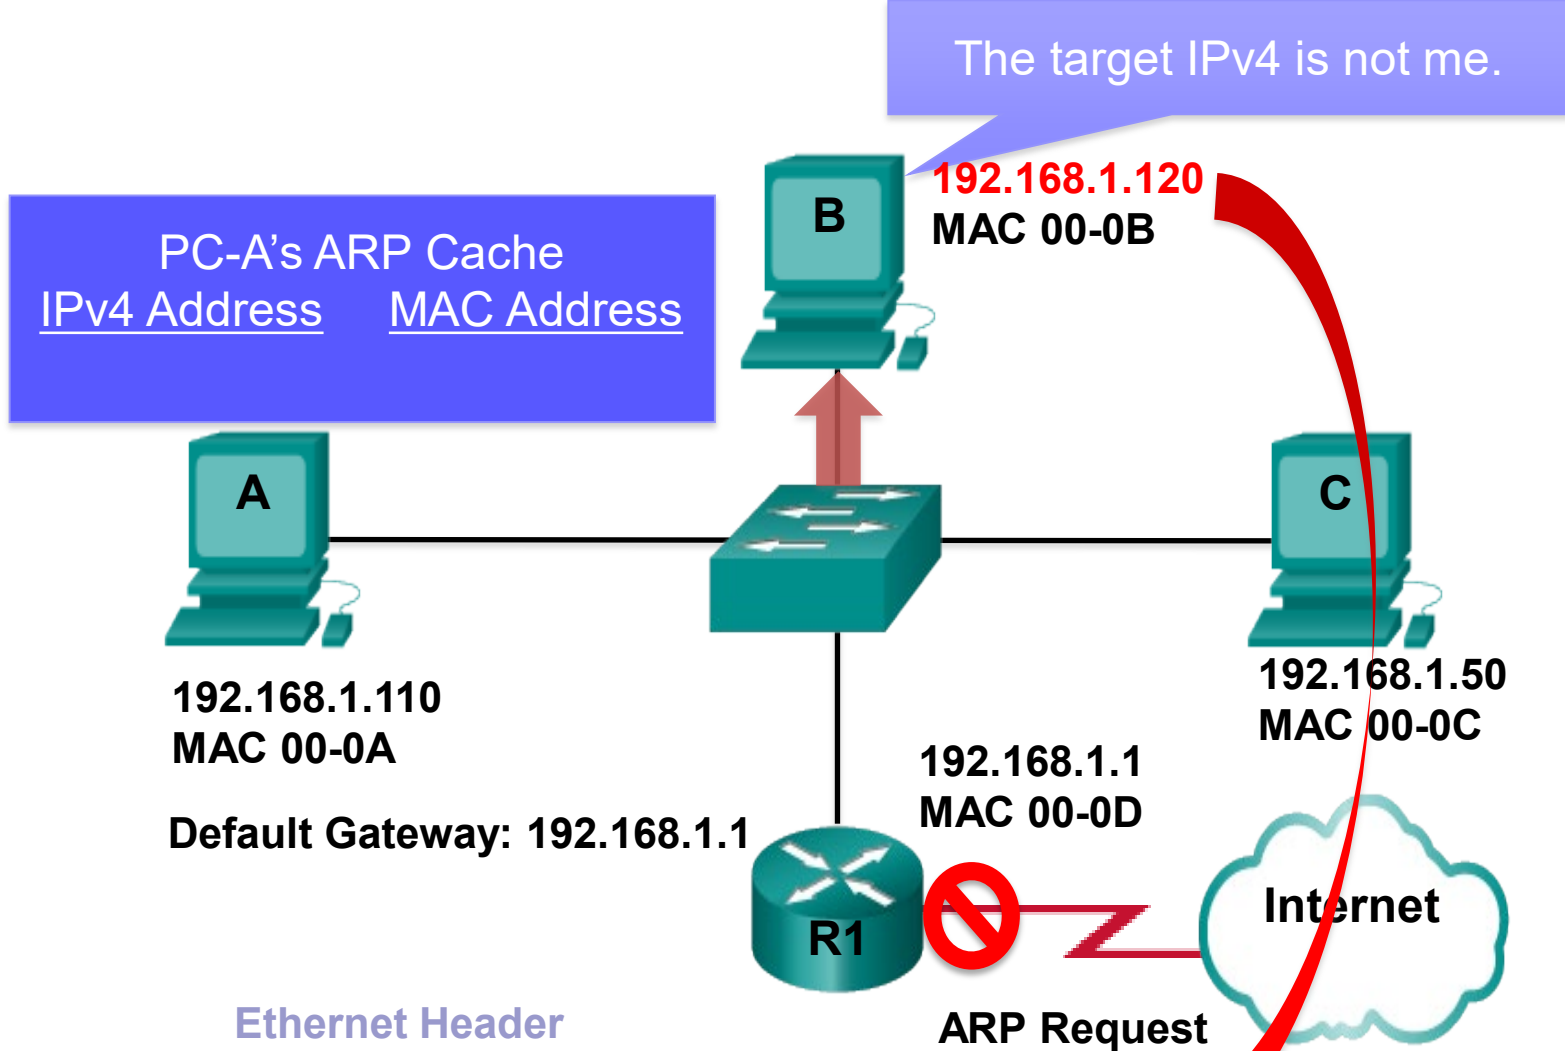 The target IPv4 is not me.
192.168.1.120
MAC 00-0B
B
PC-A’s ARP Cache
IPv4 Address MAC Address
A
C
192.168.1.110
MAC 00-0A
192.168.1.50
MAC 00-0C
192.168.1.1
MAC 00-0D
Default Gateway: 192.168.1.1
R1
Internet
Ethernet Header
ARP Request